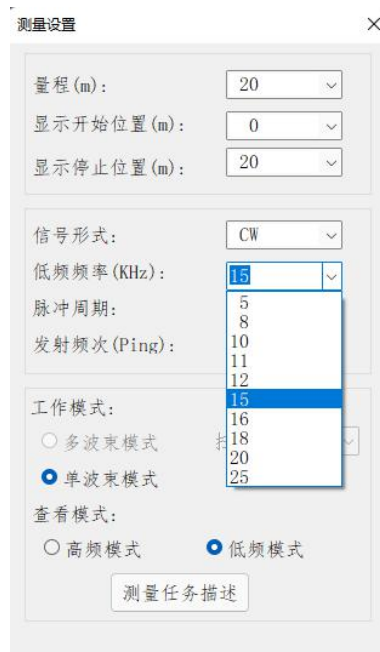 测量设置
量程(m): 20
显示开始位置(m): 0
显示停止位置(m): 20
信号形式: CW
低频频率(KHz): 15
脉冲周期:
发射频次(Ping):
5
8
10
11
12
15
16
18
20
25
工作模式:
多波束模式
单波束模式
查看模式:
高频模式 低频模式
测量任务描述